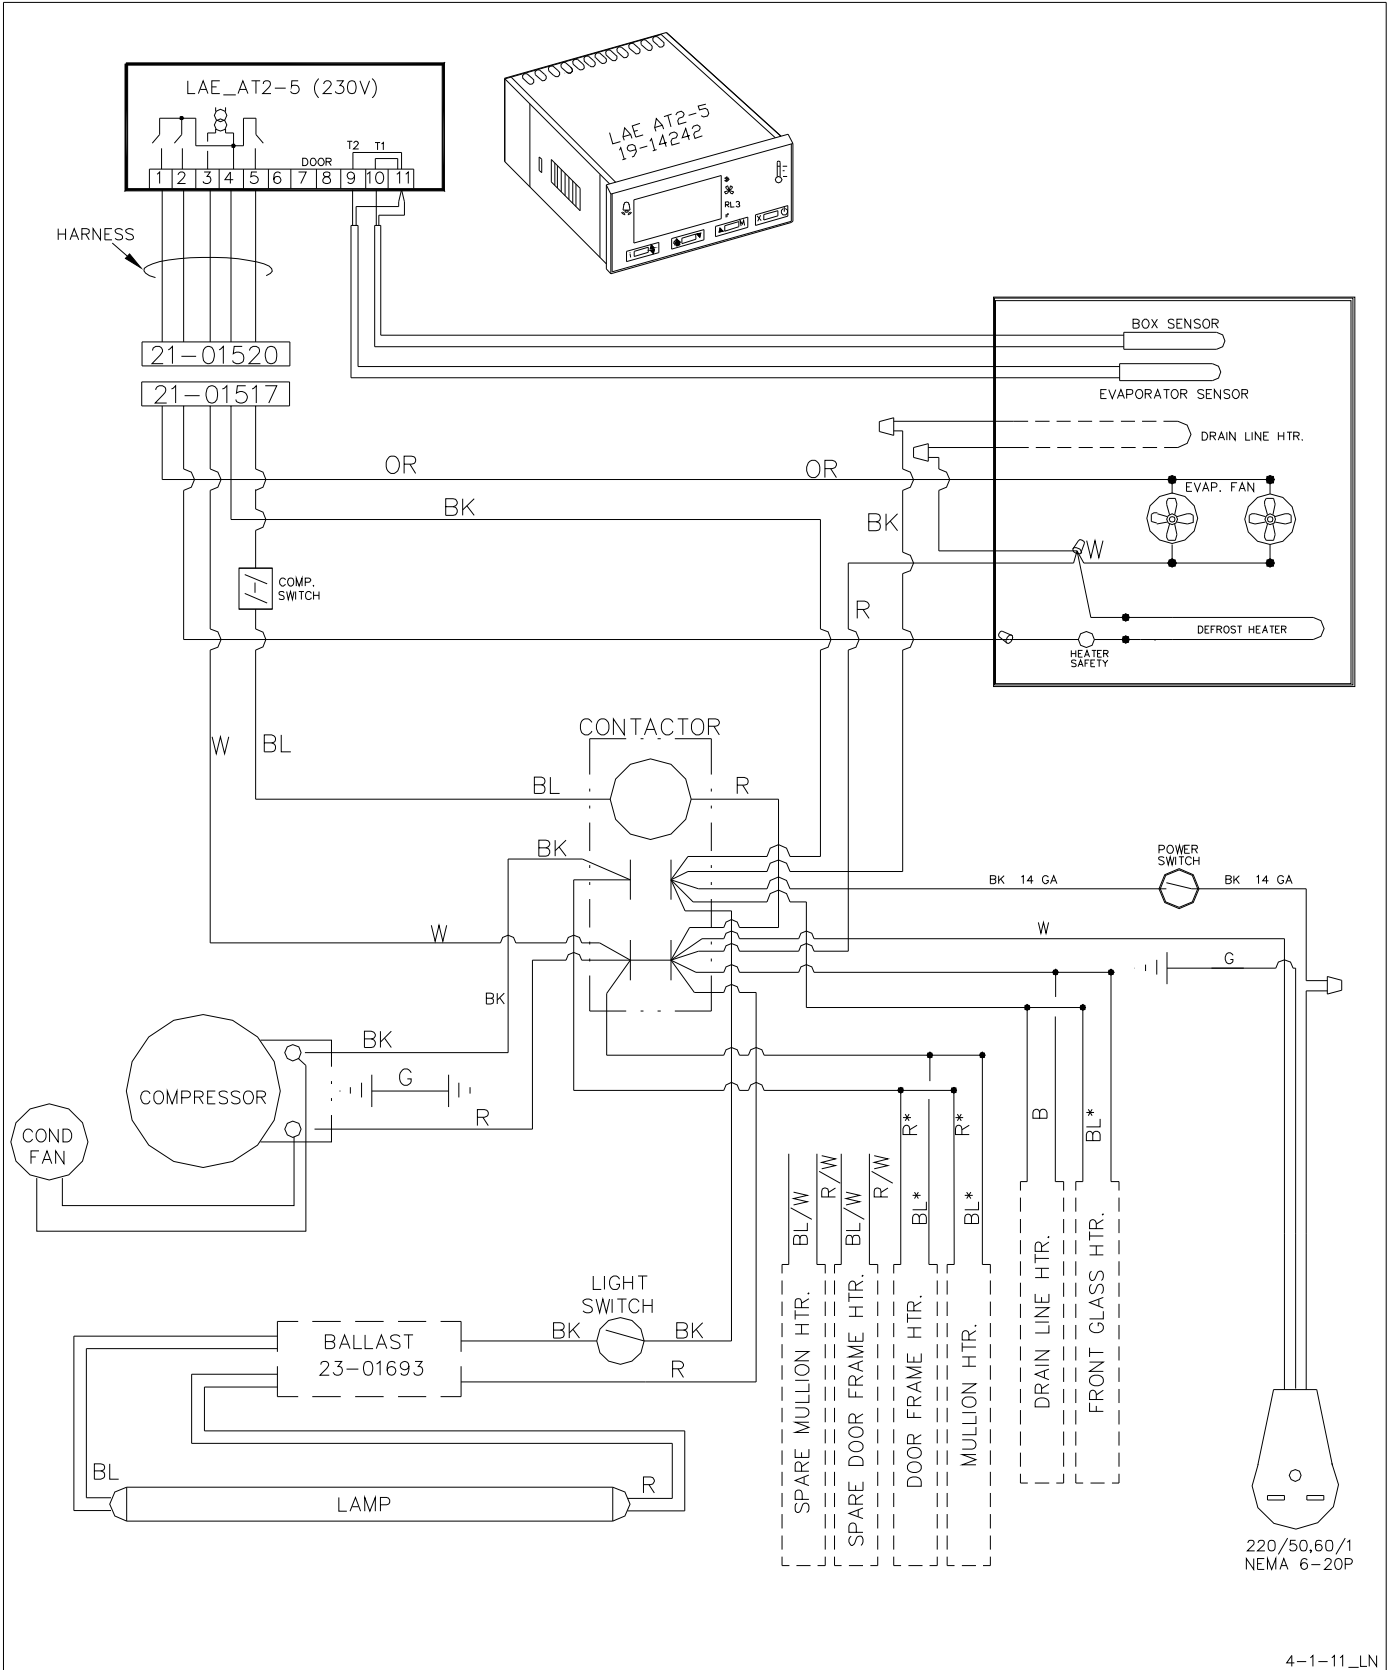 LAE_AT2-5 (230V)
T2 T1
DOOR
1 2 3 4 5 6 7 8 9 10 11
LAE AT2-5
19-14242
RL3
i
M
X
HARNESS
21-01520
21-01517
BOX SENSOR
EVAPORATOR SENSOR
DRAIN LINE HTR.
OR
OR
EVAP. FAN
BK
BK
W
COMP.
SWITCH
R
DEFROST HEATER
HEATER
SAFETY
W
BL
CONTACTOR
BL
R
BK
POWER
SWITCH
BK 14 GA
BK 14 GA
W
W
G
BK
BK
G
R
COMPRESSOR
COND
FAN
R*
R*
B
BL*
BL/W
R/W
BL/W
R/W
BL*
BL*
SPARE MULLION HTR.
SPARE DOOR FRAME HTR.
DOOR FRAME HTR.
MULLION HTR.
DRAIN LINE HTR.
FRONT GLASS HTR.
LIGHT
SWITCH
BK
BK
R
BALLAST
23-01693
BL
R
LAMP
220/50,60/1
NEMA 6-20P
4-1-11_LN